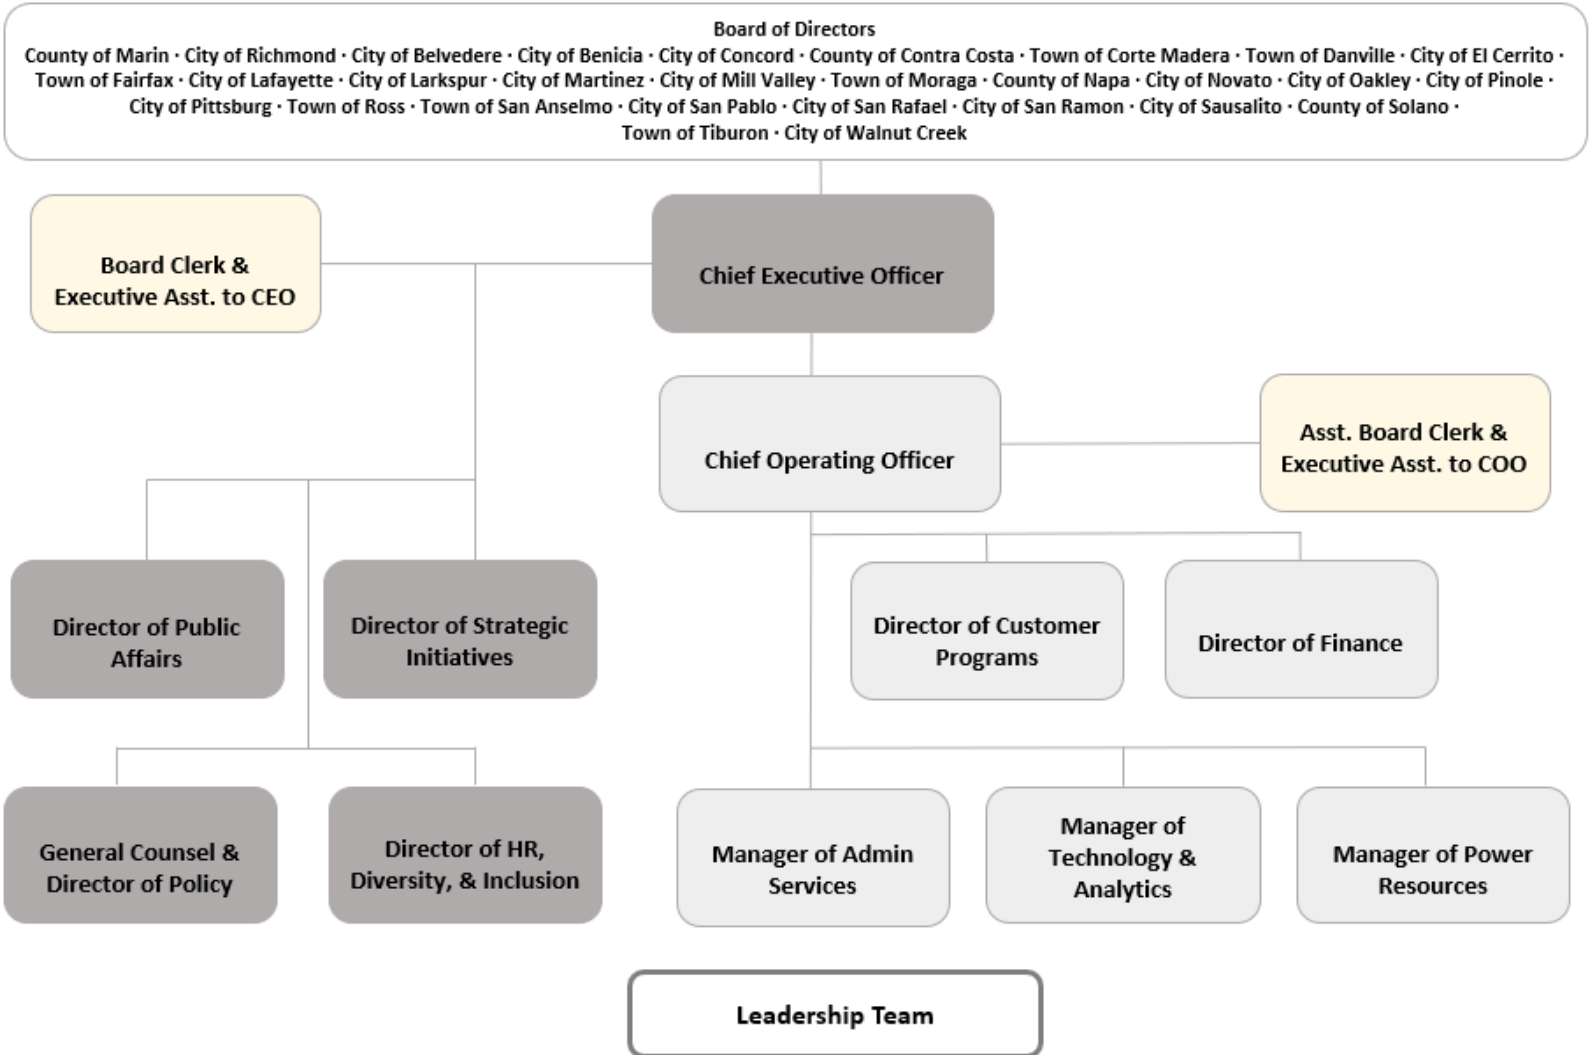 Board of Directors
County of Marin · City of Richmond · City of Belvedere · City of Benicia · City of Concord · County of Contra Costa · Town of Corte Madera · Town of Danville · City of El Cerrito ·
Town of Fairfax · City of Lafayette · City of Larkspur · City of Martinez · City of Mill Valley · Town of Moraga · County of Napa · City of Novato · City of Oakley · City of Pinole ·
City of Pittsburg · Town of Ross · Town of San Anselmo · City of San Pablo · City of San Rafael · City of San Ramon · City of Sausalito · County of Solano ·
Town of Tiburon · City of Walnut Creek
Board Clerk &
Executive Asst. to CEO
Chief Executive Officer
Chief Operating Officer
Asst. Board Clerk &
Executive Asst. to COO
Director of Public
Affairs
Director of Strategic
Initiatives
Director of Customer
Programs
Director of Finance
General Counsel &
Director of Policy
Director of HR,
Diversity, & Inclusion
Manager of Admin
Services
Manager of
Technology &
Analytics
Manager of Power
Resources
Leadership Team